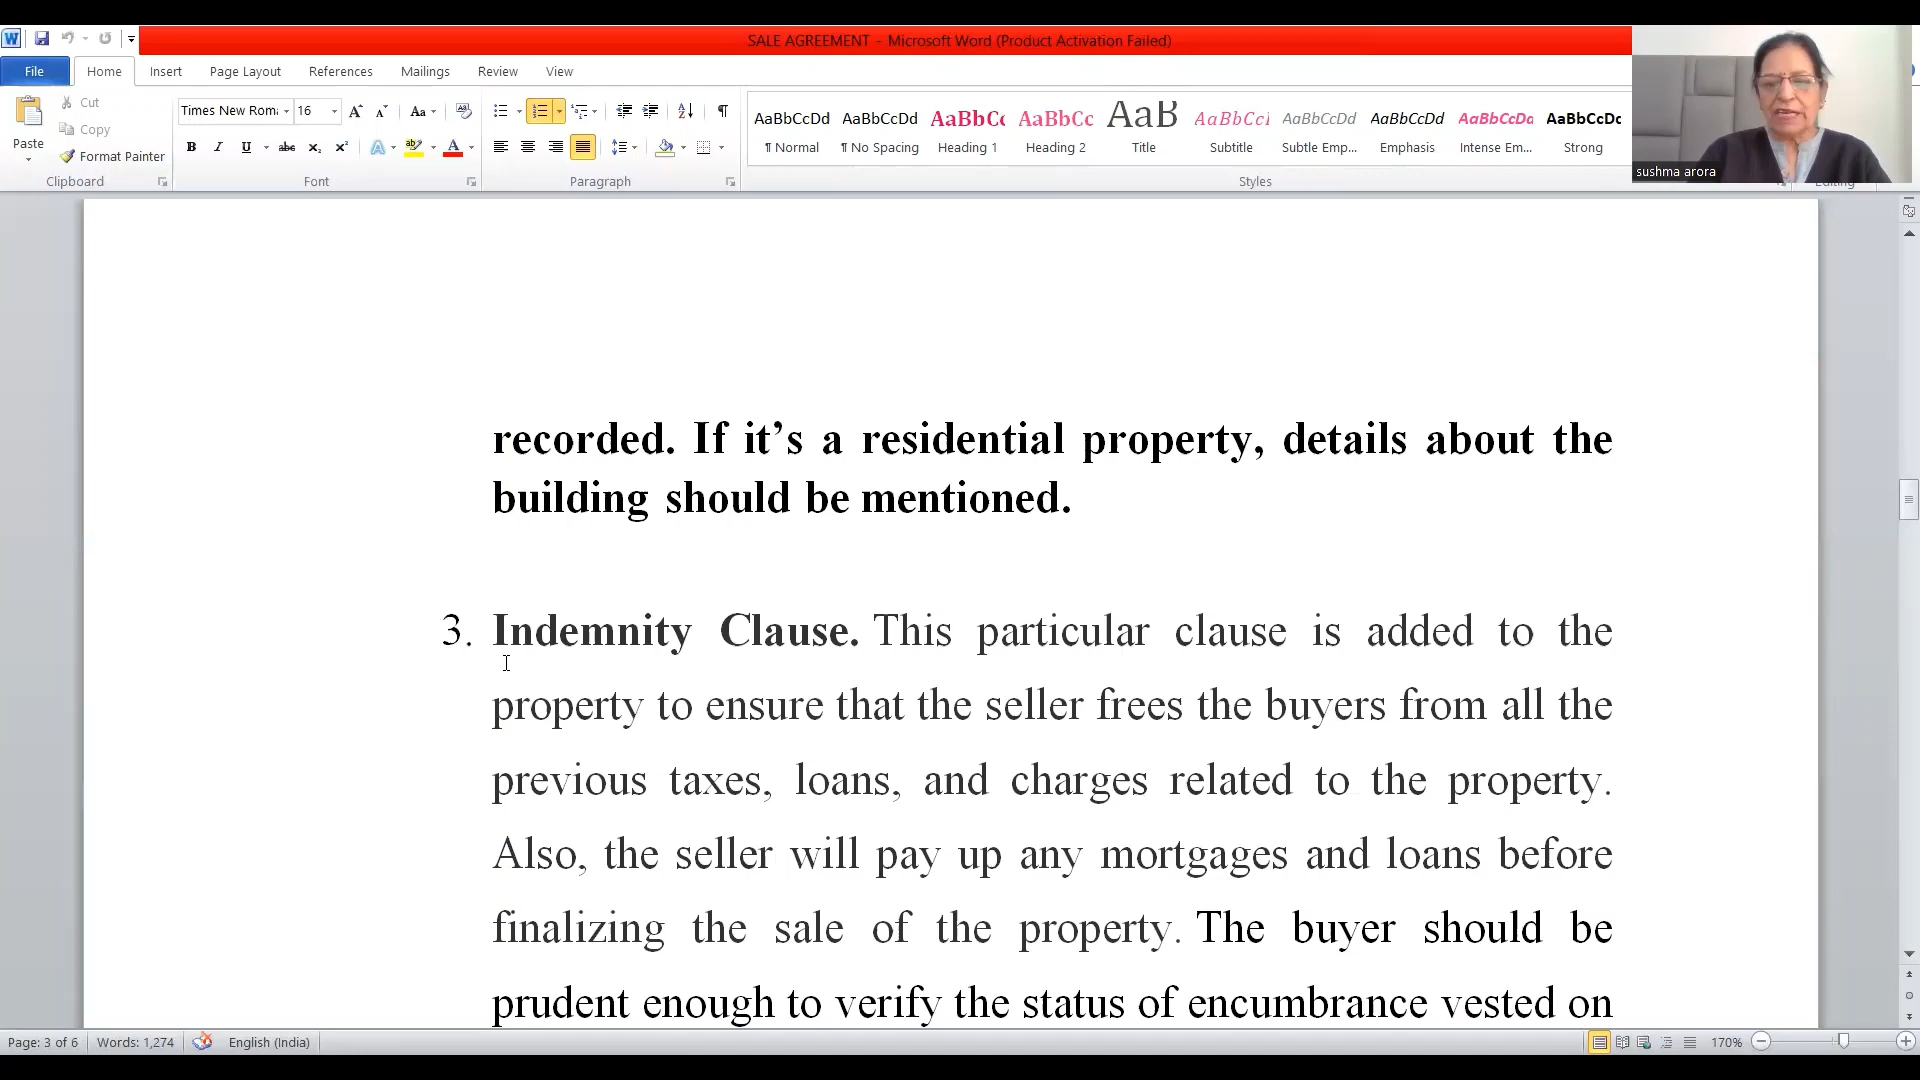 SALE AGREEMENT - Microsoft Word (Product Activation Failed)
File Home Insert Page Layout References Mailings Review View
Paste
Cut
Copy
Format Painter
Clipboard
Times New Roma 16
Font
Paragraph
AaBbCcDd AaBbCcDd AaBbCc AaBbCc AaB AaBbCcI AaBbCcDd AaBbCcDd AaBbCcDd AaBbCcDc
¶ Normal ¶ No Spacing Heading 1 Heading 2 Title Subtitle Subtle Emp... Emphasis Intense Em... Strong
Styles
Editing
sushma arora
recorded. If it’s a residential property, details about the
building should be mentioned.
3. Indemnity Clause. This particular clause is added to the
property to ensure that the seller frees the buyers from all the
previous taxes, loans, and charges related to the property.
Also, the seller will pay up any mortgages and loans before
finalizing the sale of the property. The buyer should be
prudent enough to verify the status of encumbrance vested on
Page: 3 of 6 Words: 1,274 English (India) 170%